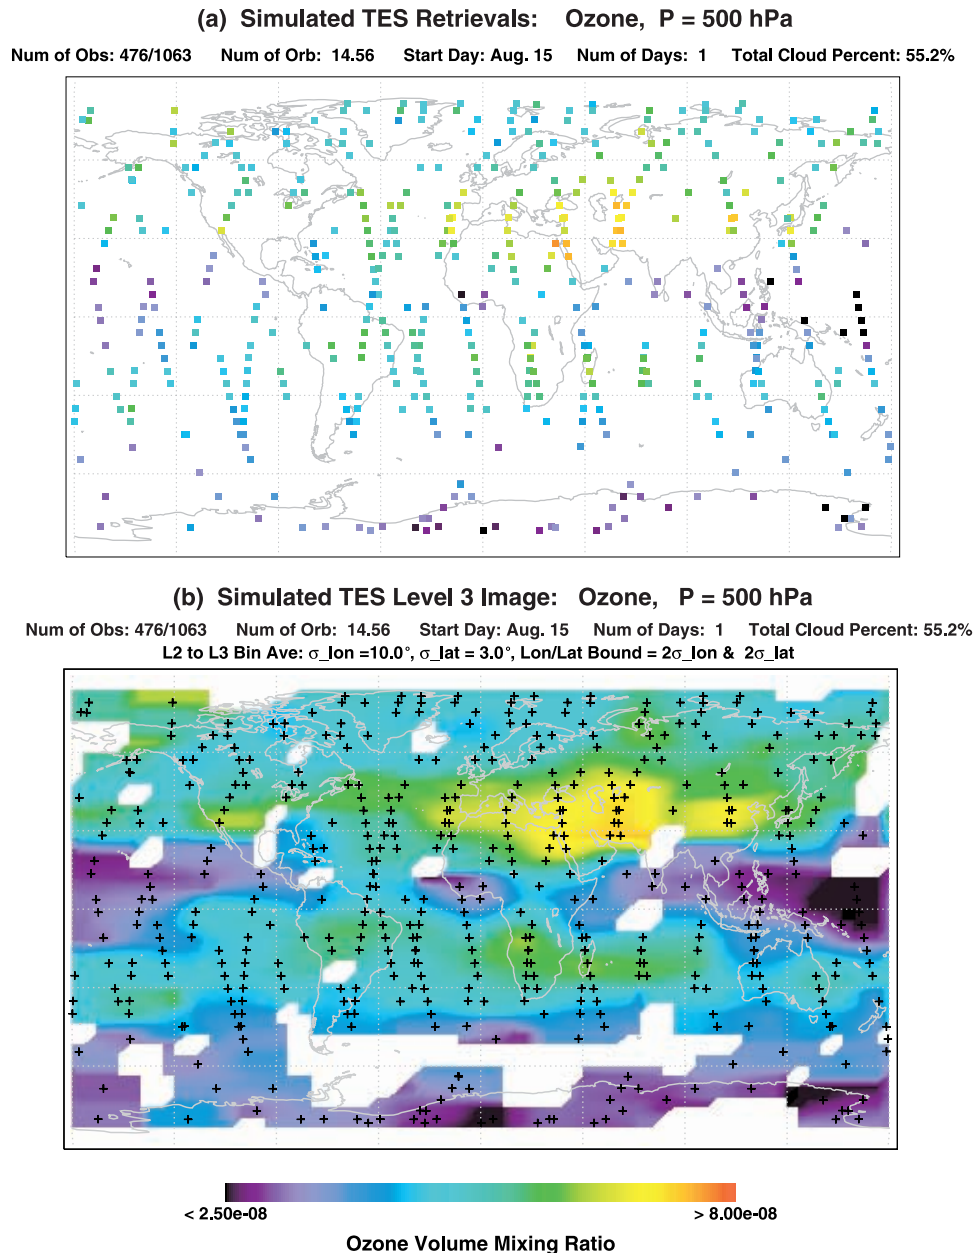 (a) Simulated TES Retrievals: Ozone, P = 500 hPa
Num of Obs: 476/1063 Num of Orb: 14.56 Start Day: Aug. 15 Num of Days: 1 Total Cloud Percent: 55.2%
(b) Simulated TES Level 3 Image: Ozone, P = 500 hPa
Num of Obs: 476/1063 Num of Orb: 14.56 Start Day: Aug. 15 Num of Days: 1 Total Cloud Percent: 55.2%
L2 to L3 Bin Ave: σ_lon =10.0°, σ_lat = 3.0°, Lon/Lat Bound = 2σ_lon & 2σ_lat
< 2.50e-08 > 8.00e-08
Ozone Volume Mixing Ratio